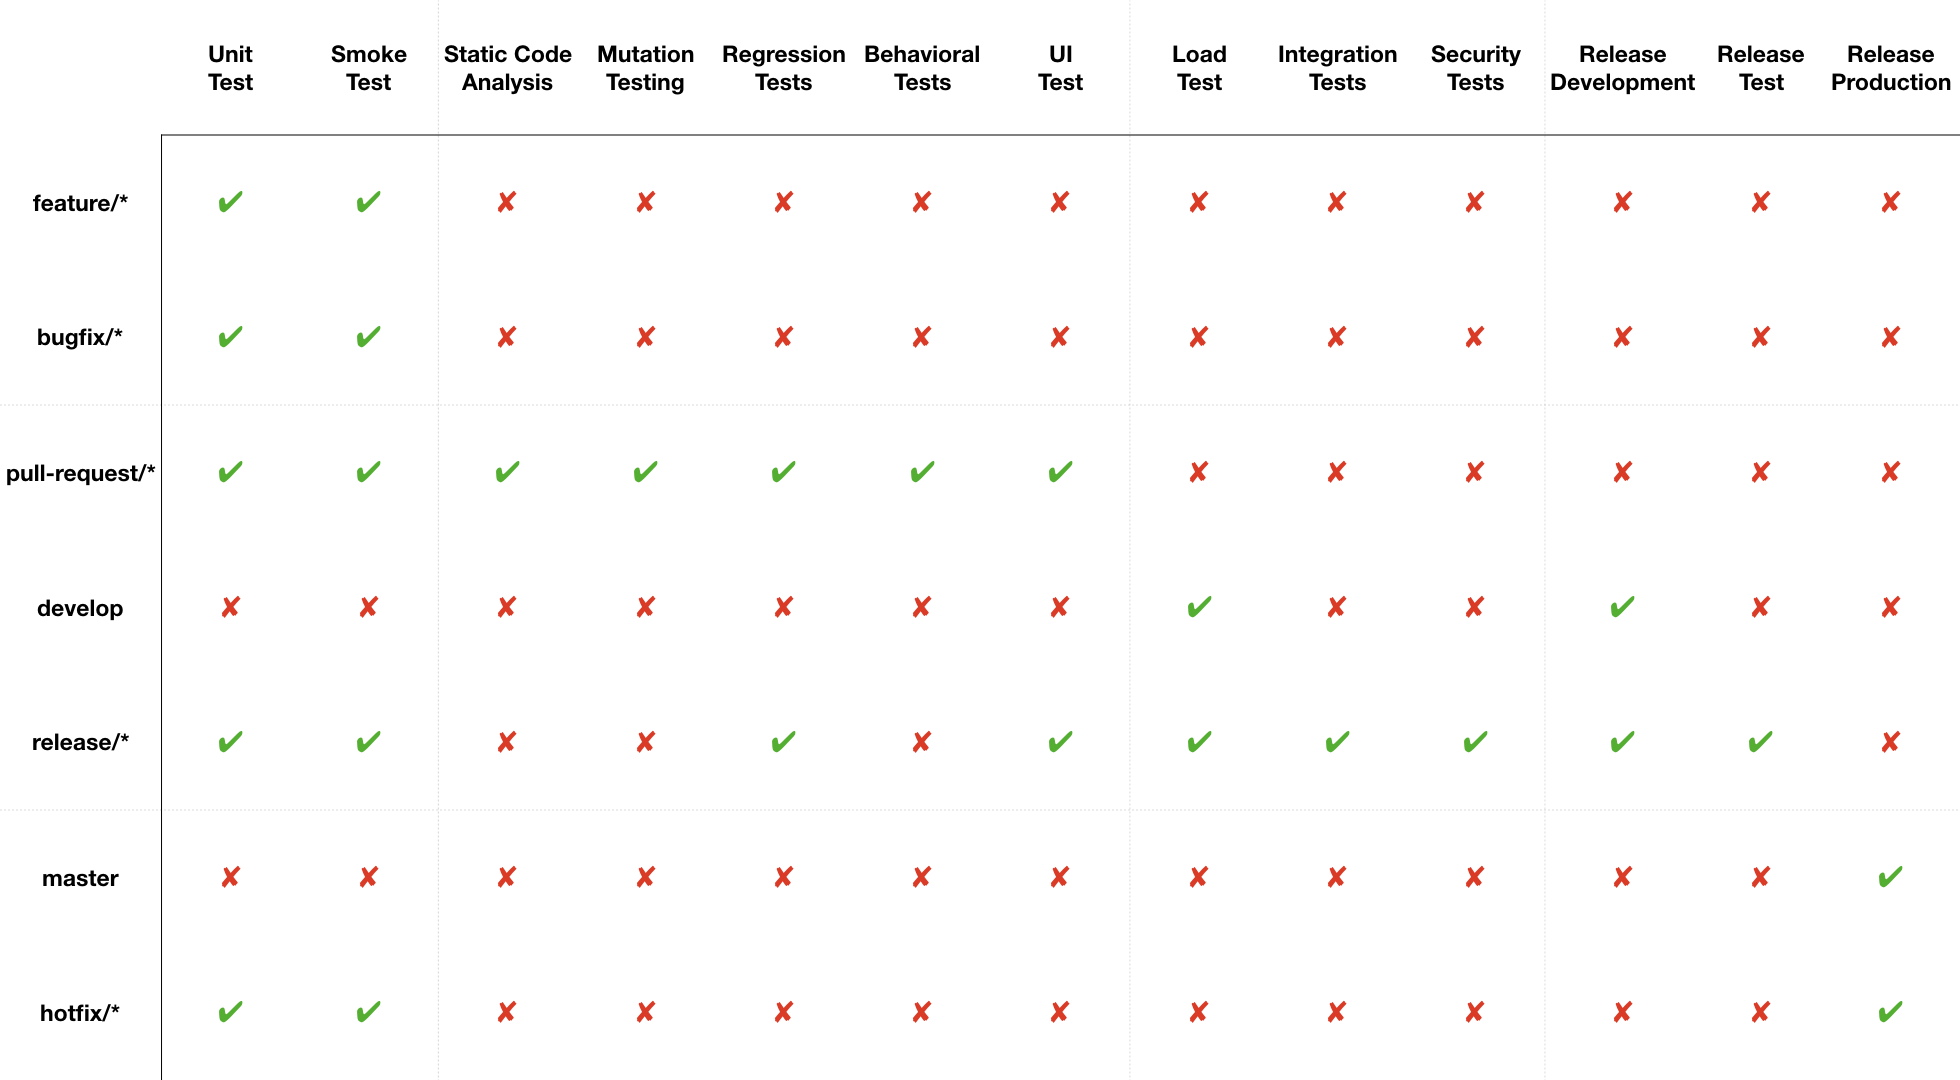 Unit Smoke Static Code Mutation Regression Behavioral UI Load Integration Security Release Release Release
Test Test Analysis Testing Tests Tests Test Test Tests Tests Development Test Production
feature/* ✔ ✔ ✘ ✘ ✘ ✘ ✘ ✘ ✘ ✘ ✘ ✘ ✘
bugfix/* ✔ ✔ ✘ ✘ ✘ ✘ ✘ ✘ ✘ ✘ ✘ ✘ ✘
pull-request/* ✔ ✔ ✔ ✔ ✔ ✔ ✔ ✘ ✘ ✘ ✘ ✘ ✘
develop ✘ ✘ ✘ ✘ ✘ ✘ ✘ ✔ ✘ ✘ ✔ ✘ ✘
release/* ✔ ✔ ✘ ✘ ✔ ✘ ✔ ✔ ✔ ✔ ✔ ✔ ✘
master ✘ ✘ ✘ ✘ ✘ ✘ ✘ ✘ ✘ ✘ ✘ ✘ ✔
hotfix/* ✔ ✔ ✘ ✘ ✘ ✘ ✘ ✘ ✘ ✘ ✘ ✘ ✔